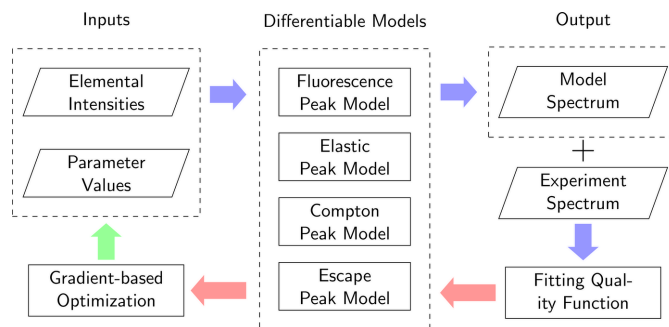 Inputs
Differentiable Models
Output
Elemental
Intensities
Fluorescence
Peak Model
Model
Spectrum
Parameter
Values
Elastic
Peak Model
+
Experiment
Spectrum
Compton
Peak Model
Gradient-based
Optimization
Escape
Peak Model
Fitting Qual-
ity Function